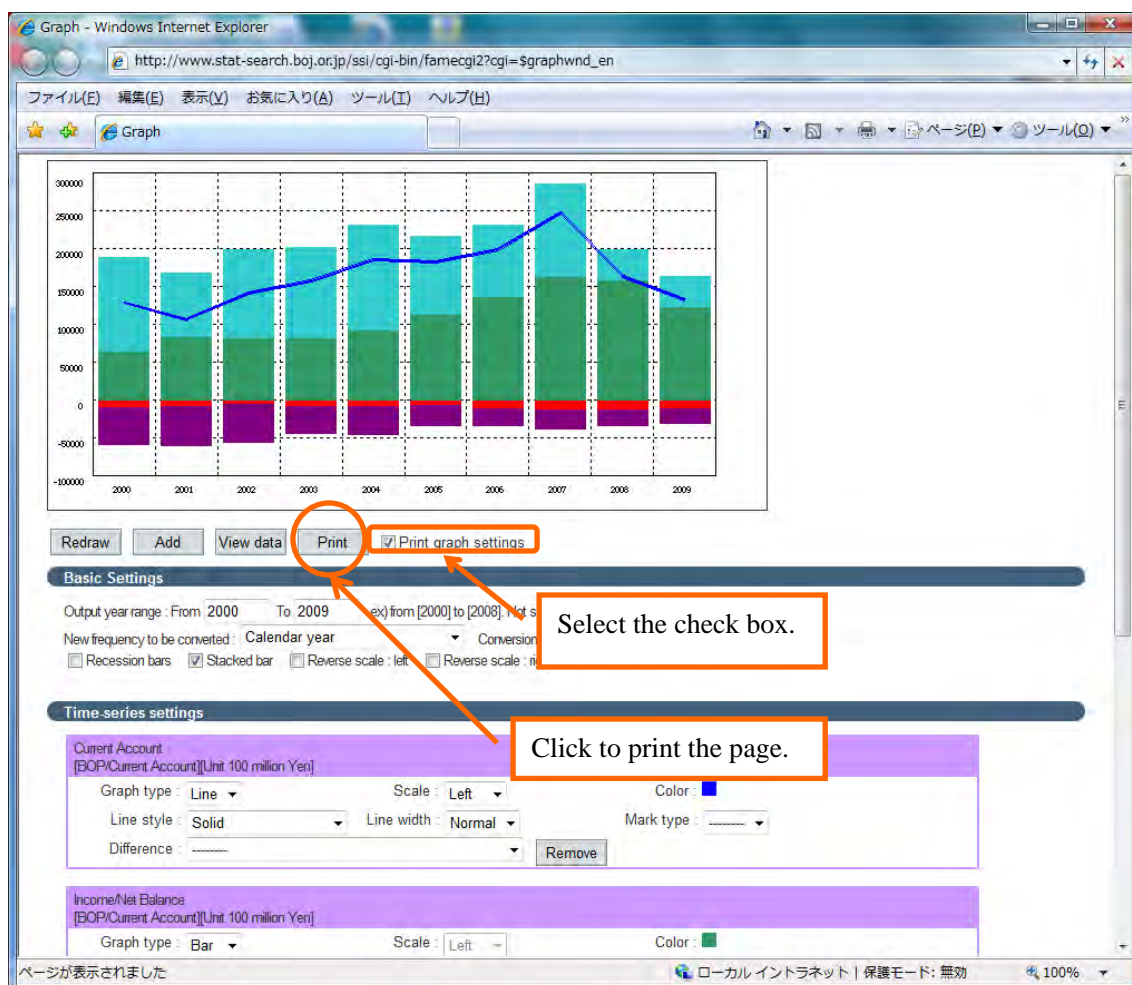 Graph - Windows Internet Explorer
http://www.stat-search.boj.or.jp/ssi/cgi-bin/famecgi2?cgi=$graphwnd_en
ファイル(F) 編集(E) 表示(V) お気に入り(A) ツール(T) ヘルプ(H)
Graph ページ(P) ツール(O) »
300000
250000
200000
150000
100000
50000
0
-50000
-100000
2000 2001 2002 2003 2004 2005 2006 2007 2008 2009
Redraw Add View data Print Print graph settings
Basic Settings
Output year range : From 2000 To 2009 ex) from [2000] to [2008]. Not s
New frequency to be converted : Calendar year Conversion
Recession bars Stacked bar Reverse scale : left Reverse scale : ri
Select the check box.
Time-series settings
Click to print the page.
Current Account
[BOP/Current Account][Unit 100 million Yen]
Graph type : Line Scale : Left Color :
Line style : Solid Line width : Normal Mark type : --------
Difference : -------- Remove
Income/Net Balance
[BOP/Current Account][Unit 100 million Yen]
Graph type : Bar Scale : Left Color :
ページが表示されました ローカル イントラネット | 保護モード: 無効 100%